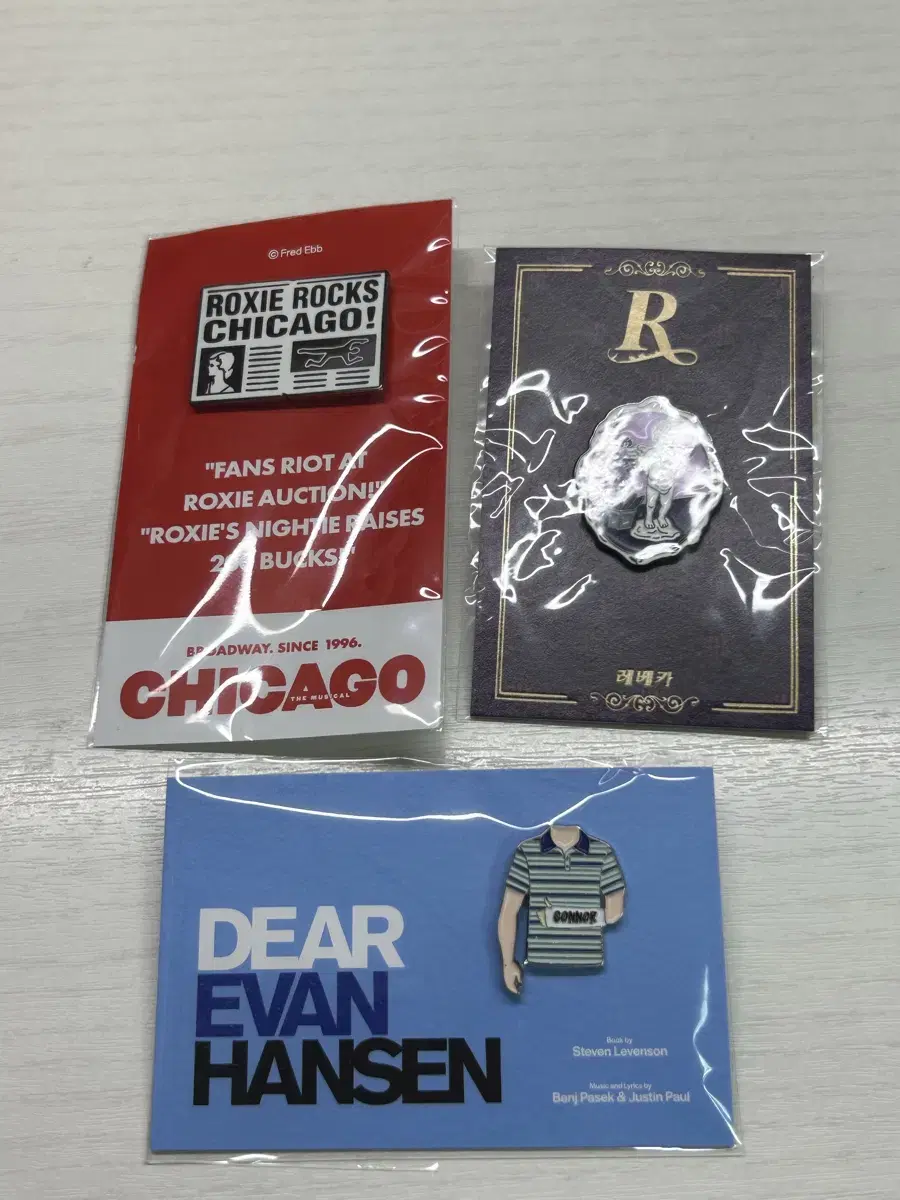 © Fred Ebb
ROXIE ROCKS
CHICAGO!
"FANS RIOT AT
ROXIE AUCTION!"
"ROXIE'S NIGHTIE RAISES
BUCKS!"
BROADWAY. SINCE 1996.
CHICAGO
THE MUSICAL
R
레베카
DEAR
EVAN
HANSEN
CONNOR
Book by
Steven Levenson
Music and Lyrics by
Benj Pasek & Justin Paul